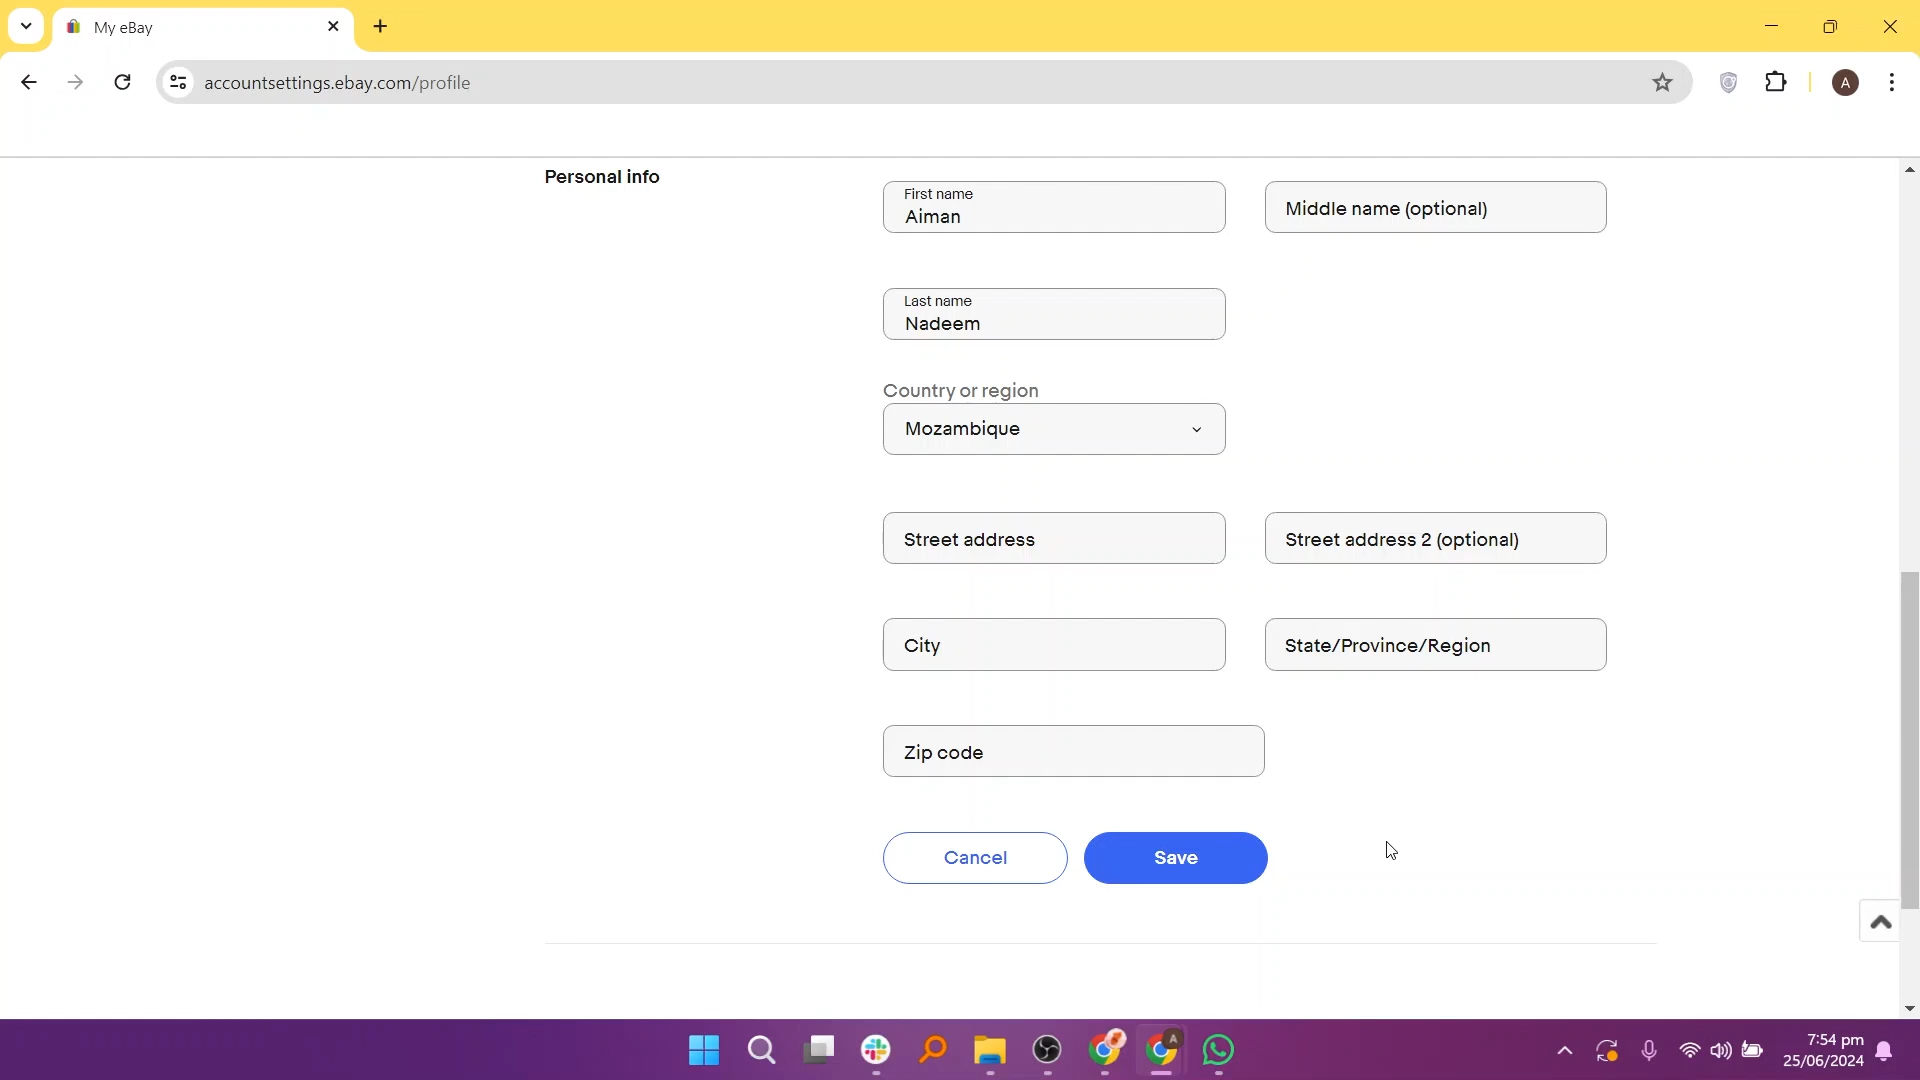 My eBay
accountsettings.ebay.com/profile
A
Personal info
First name
Aiman
Middle name (optional)
Last name
Nadeem
Country or region
Mozambique
Street address
Street address 2 (optional)
City
State/Province/Region
Zip code
Cancel
Save
A
7:54 pm
25/06/2024